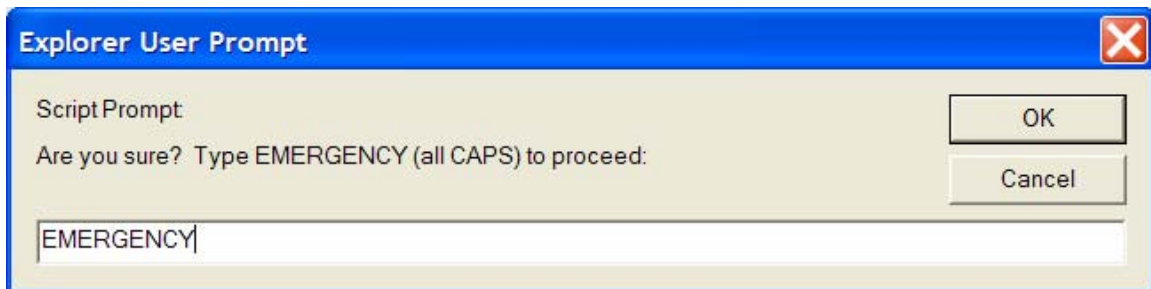 Explorer User Prompt
Script Prompt:
OK
Are you sure? Type EMERGENCY (all CAPS) to proceed:
Cancel
EMERGENCY